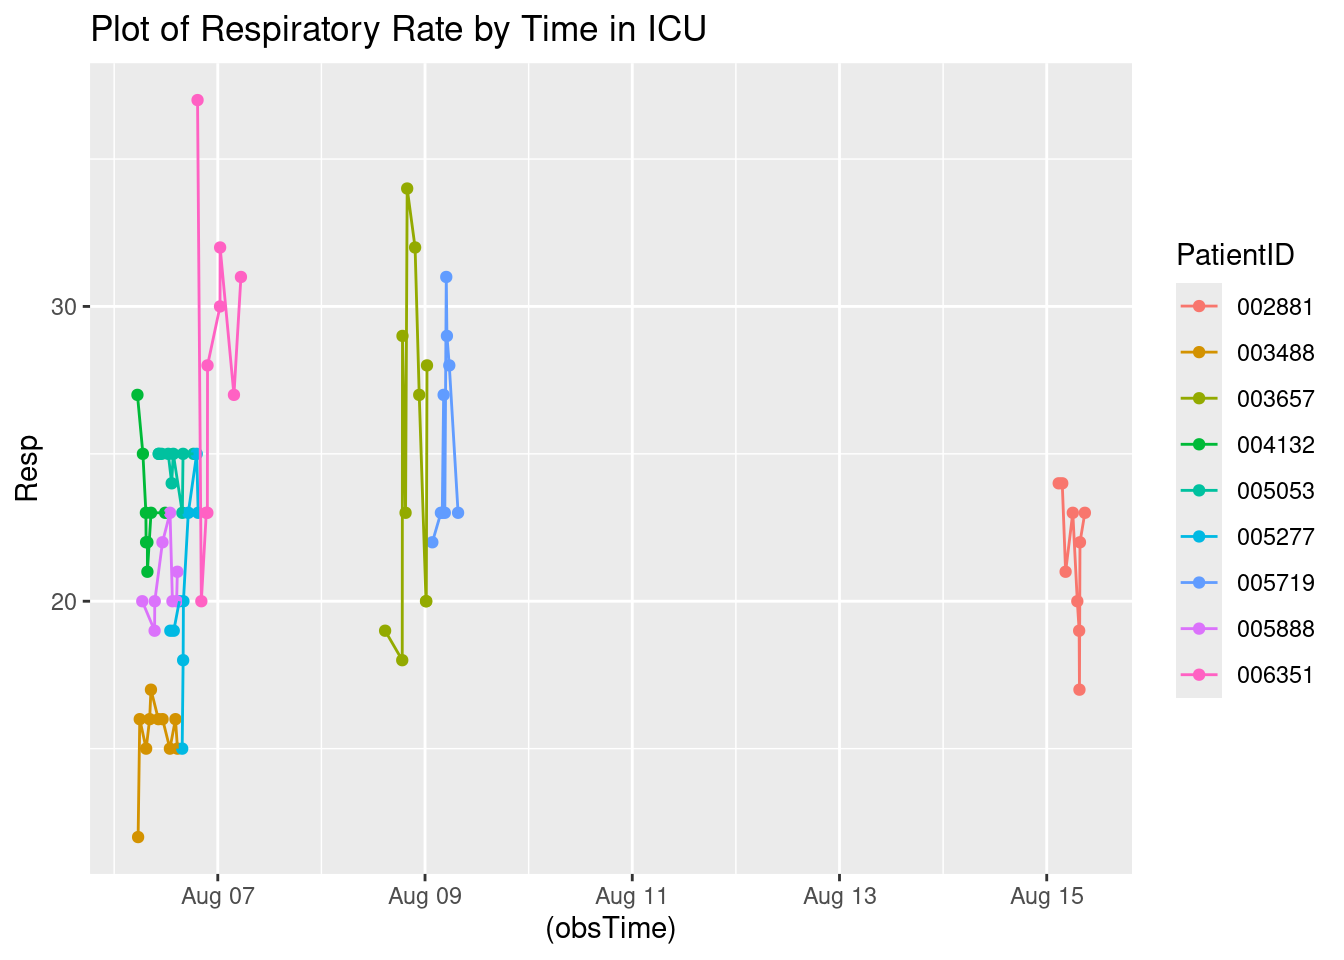 Plot of Respiratory Rate by Time in ICU
Resp
30
20
Aug 07
Aug 09
Aug 11
Aug 13
Aug 15
(obsTime)
PatientID
002881
003488
003657
004132
005053
005277
005719
005888
006351